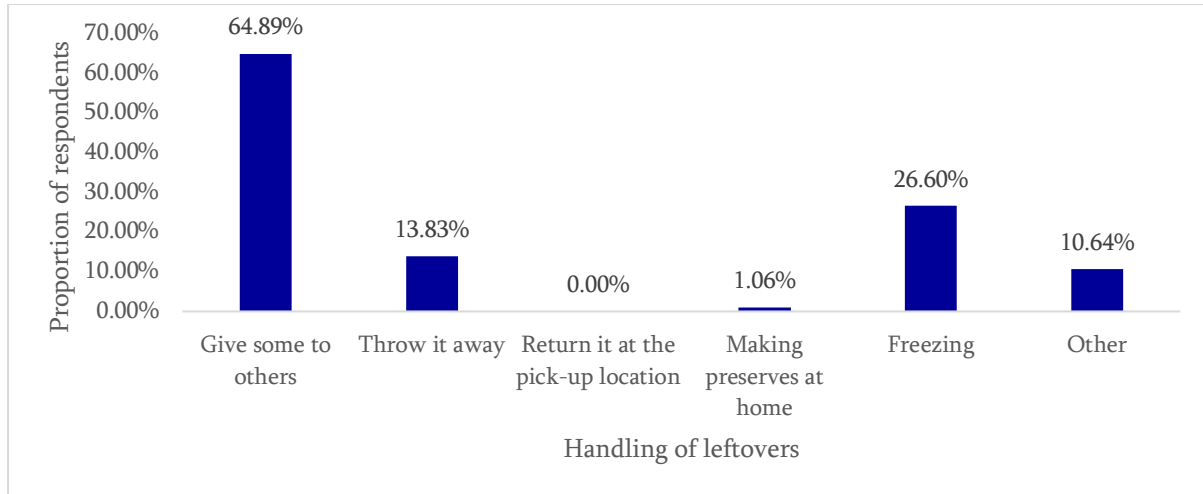 Proportion of respondents
70.00%
60.00%
50.00%
40.00%
30.00%
20.00%
10.00%
0.00%
64.89%
13.83%
0.00%
1.06%
26.60%
10.64%
Give some to
others
Throw it away
Return it at the
pick-up location
Making
preserves at
home
Freezing
Other
Handling of leftovers